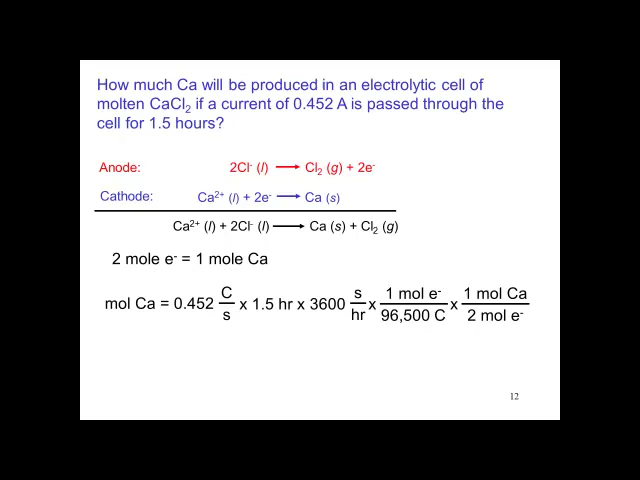 How much Ca will be produced in an electrolytic cell of
molten CaCl₂ if a current of 0.452 A is passed through the
cell for 1.5 hours?
Anode: 2Cl⁻ (l) ⟶ Cl₂ (g) + 2e⁻
Cathode: Ca²⁺ (l) + 2e⁻ ⟶ Ca (s)
Ca²⁺ (l) + 2Cl⁻ (l) ⟶ Ca (s) + Cl₂ (g)
2 mole e⁻ = 1 mole Ca
mol Ca = 0.452 C/s x 1.5 hr x 3600 s/hr x 1 mol e⁻/96,500 C x 1 mol Ca/2 mol e⁻
12